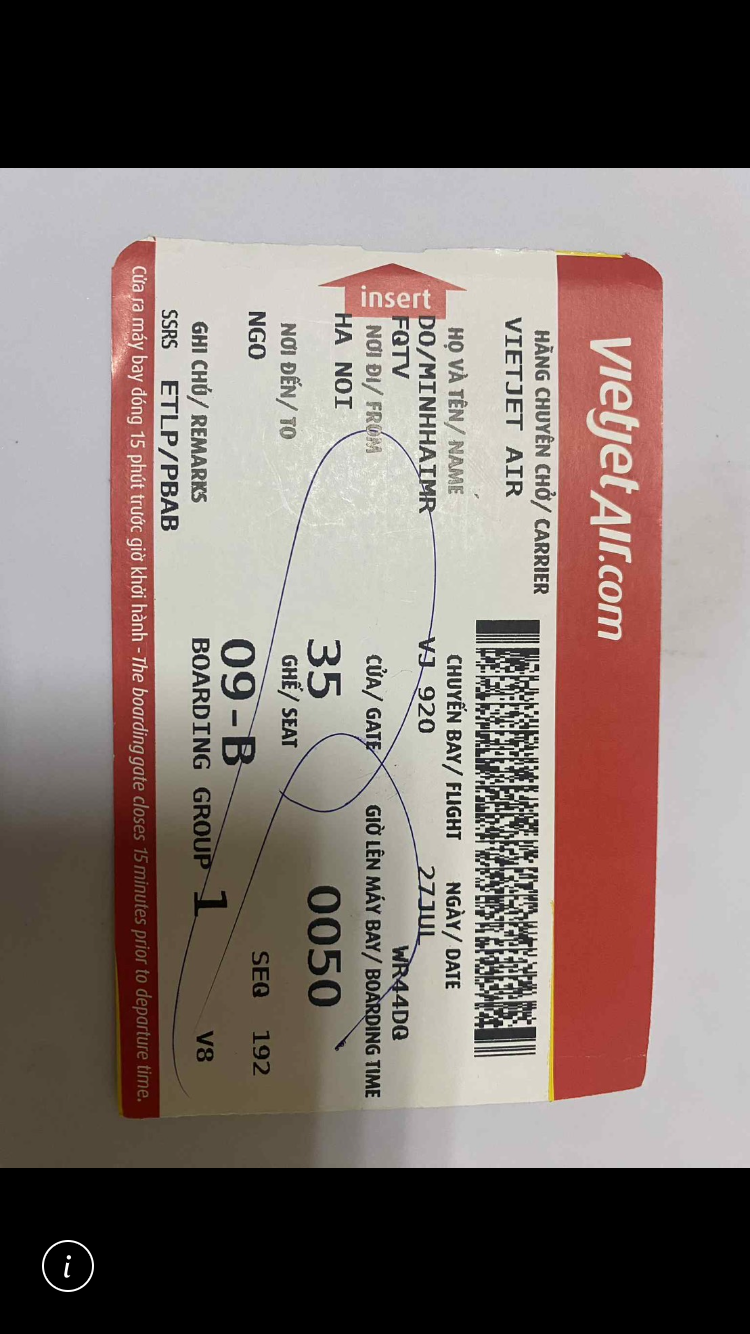 Vietjet Air.com
HÃNG CHUYÊN CHỞ/ CARRIER
VIETJET AIR
HỌ VÀ TÊN/ NAME CHUYẾN BAY/ FLIGHT NGÀY/ DATE
DO/MINHHAIMR VJ 920 27JUL
FQTV WR44DQ
NƠI ĐI/ FROM CỬA/ GATE GIỜ LÊN MÁY BAY/ BOARDING TIME
HA NOI 35 0050
NƠI ĐẾN/ TO GHẾ/ SEAT
NGO 09-B SEQ 192
GHI CHÚ/ REMARKS BOARDING GROUP 1 V8
SSRS ETLP/PBAB
Cửa ra máy bay đóng 15 phút trước giờ khởi hành - The boarding gate closes 15 minutes prior to departure time.
insert
i